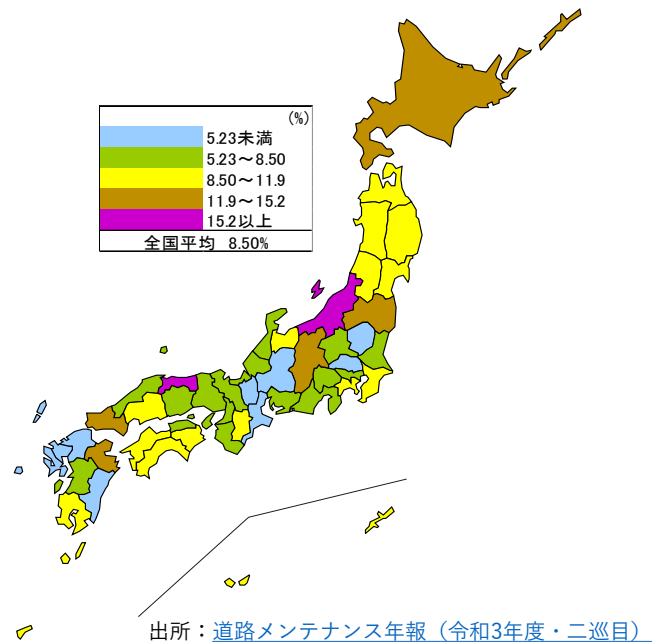 (%)
5.23未満
5.23～8.50
8.50～11.9
11.9～15.2
15.2以上
全国平均 8.50%
出所：道路メンテナンス年報（令和3年度・二巡目）